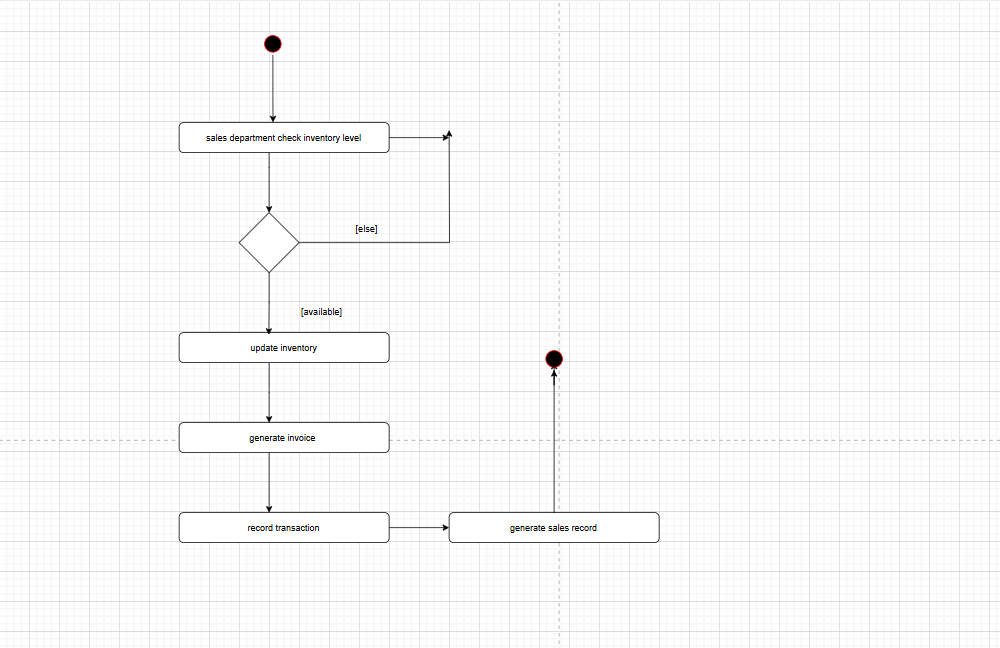 sales department check inventory level
[else]
[available]
update inventory
generate invoice
record transaction
generate sales record